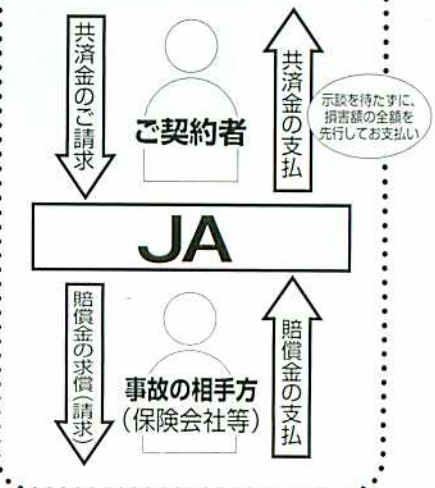 共済金のご請求
ご契約者
共済金の支払
示談を待たずに、
損害額の全額を
先行してお支払い
JA
賠償金の求償(請求)
事故の相手方
(保険会社等)
賠償金の支払